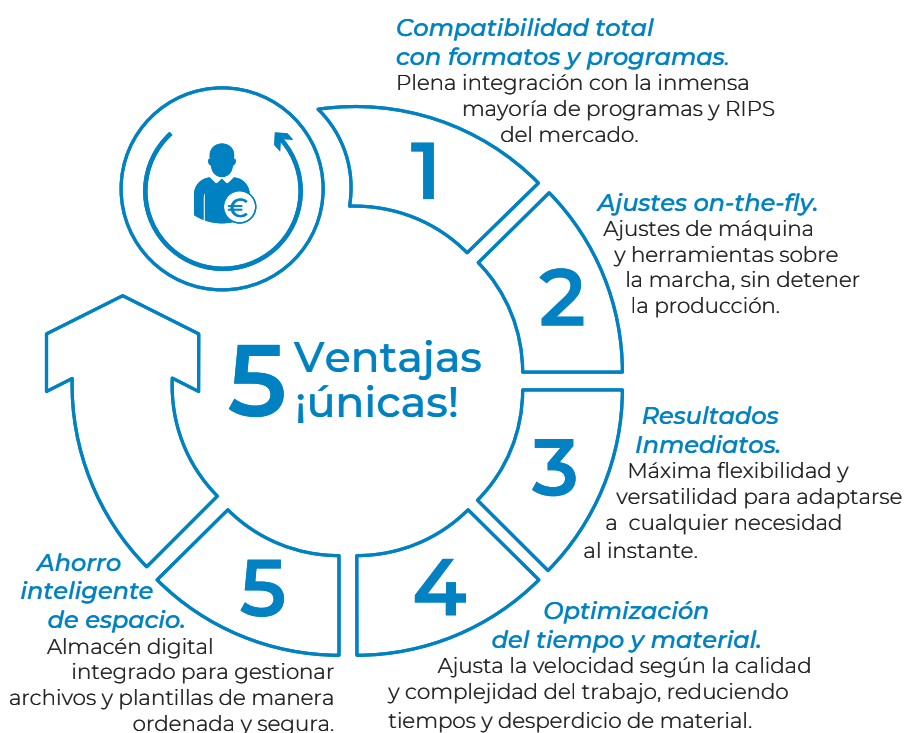 Compatibilidad total
con formatos y programas.
Plena integración con la inmensa
mayoría de programas y RIPS
del mercado.
1
Ajustes on-the-fly.
Ajustes de máquina
y herramientas sobre
la marcha, sin detener
la producción.
2
€
5 Ventajas
¡únicas!
Resultados
Inmediatos.
Máxima flexibilidad y
versatilidad para adaptarse
a cualquier necesidad
al instante.
3
4
Optimización
del tiempo y material.
Ajusta la velocidad según la calidad
y complejidad del trabajo, reduciendo
tiempos y desperdicio de material.
5
Ahorro
inteligente
de espacio.
Almacén digital
integrado para gestionar
archivos y plantillas de manera
ordenada y segura.